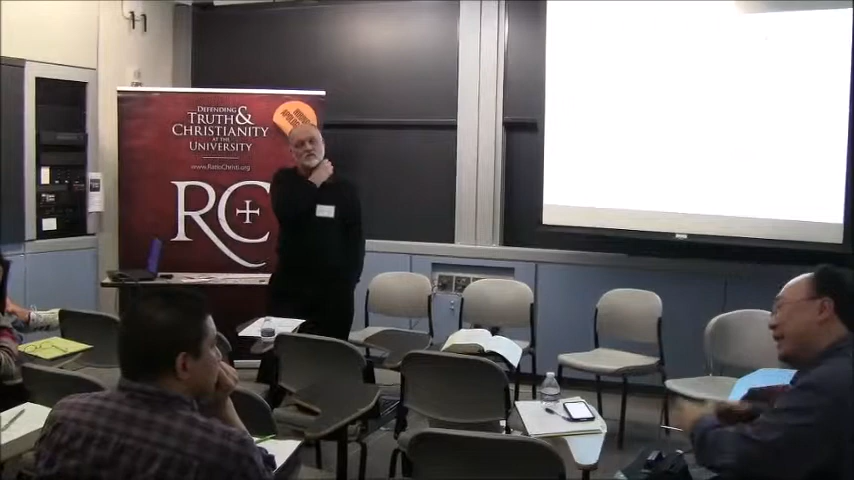 DEFENDING
TRUTH &
CHRISTIANITY
AT THE
UNIVERSITY
www.RatioChristi.org
RC